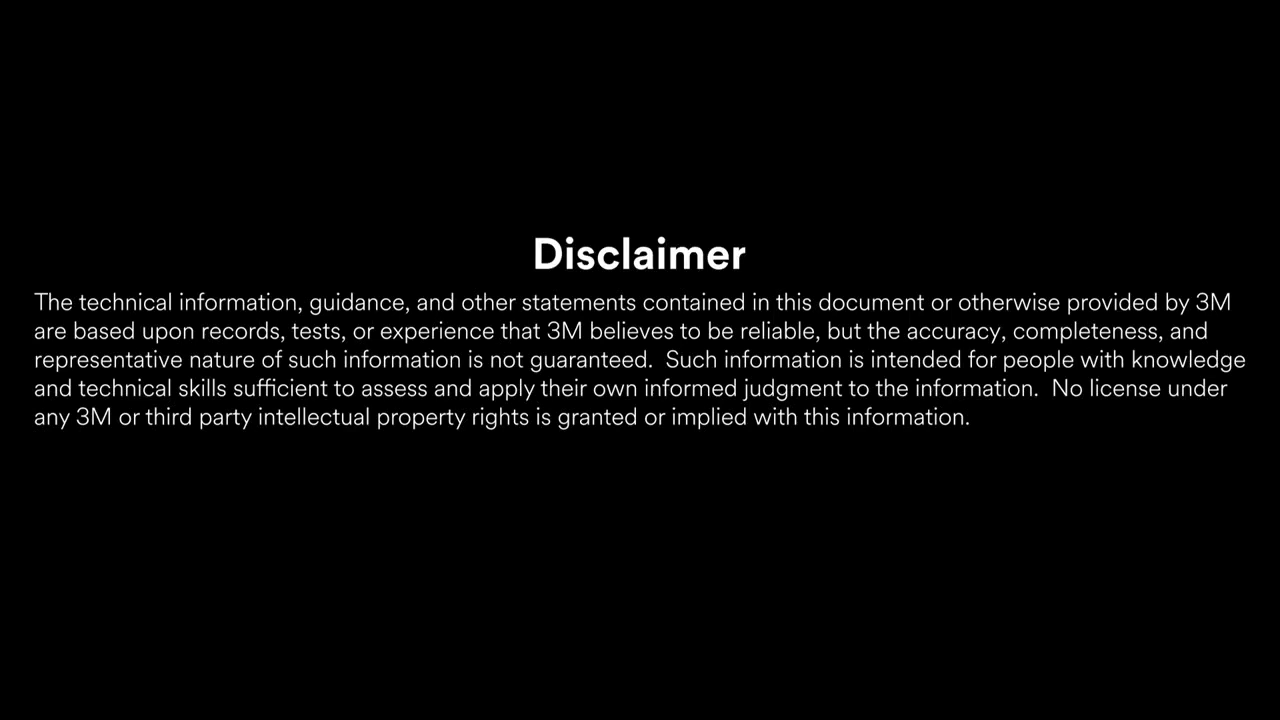 Disclaimer
The technical information, guidance, and other statements contained in this document or otherwise provided by 3M
are based upon records, tests, or experience that 3M believes to be reliable, but the accuracy, completeness, and
representative nature of such information is not guaranteed.  Such information is intended for people with knowledge
and technical skills sufficient to assess and apply their own informed judgment to the information.  No license under
any 3M or third party intellectual property rights is granted or implied with this information.